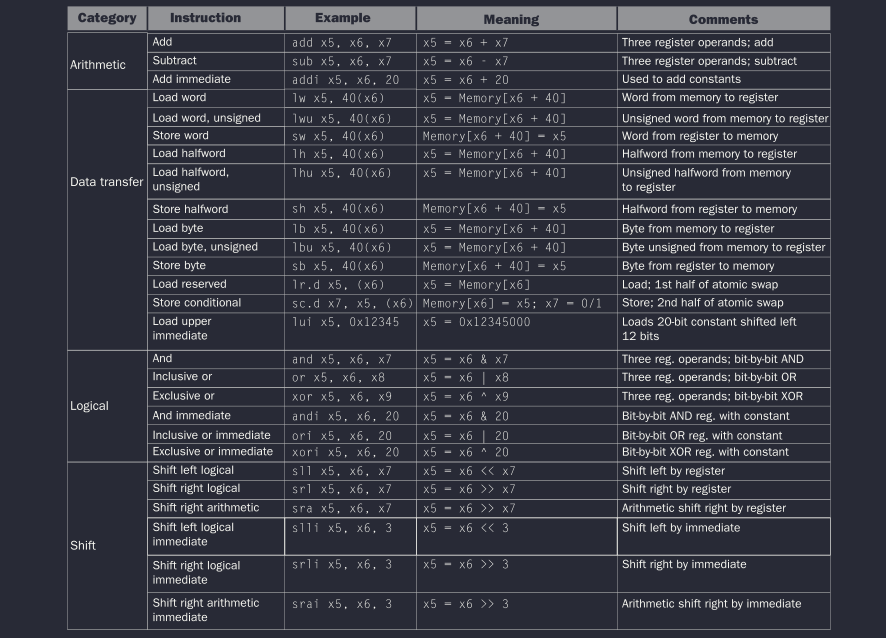 Category Instruction Example Meaning Comments
Arithmetic
Add add x5, x6, x7 x5 = x6 + x7 Three register operands; add
Subtract sub x5, x6, x7 x5 = x6 - x7 Three register operands; subtract
Add immediate addi x5, x6, 20 x5 = x6 + 20 Used to add constants
Data transfer
Load word lw x5, 40(x6) x5 = Memory[x6 + 40] Word from memory to register
Load word, unsigned lwu x5, 40(x6) x5 = Memory[x6 + 40] Unsigned word from memory to register
Store word sw x5, 40(x6) Memory[x6 + 40] = x5 Word from register to memory
Load halfword lh x5, 40(x6) x5 = Memory[x6 + 40] Halfword from memory to register
Load halfword, lhu x5, 40(x6) x5 = Memory[x6 + 40] Unsigned halfword from memory
unsigned to register
Store halfword sh x5, 40(x6) Memory[x6 + 40] = x5 Halfword from register to memory
Load byte lb x5, 40(x6) x5 = Memory[x6 + 40] Byte from memory to register
Load byte, unsigned lbu x5, 40(x6) x5 = Memory[x6 + 40] Byte unsigned from memory to register
Store byte sb x5, 40(x6) Memory[x6 + 40] = x5 Byte from register to memory
Load reserved lr.d x5, (x6) x5 = Memory[x6] Load; 1st half of atomic swap
Store conditional sc.d x7, x5, (x6) Memory[x6] = x5; x7 = 0/1 Store; 2nd half of atomic swap
Load upper lui x5, 0x12345 x5 = 0x12345000 Loads 20-bit constant shifted left
immediate 12 bits
Logical
And and x5, x6, x7 x5 = x6 & x7 Three reg. operands; bit-by-bit AND
Inclusive or or x5, x6, x8 x5 = x6 | x8 Three reg. operands; bit-by-bit OR
Exclusive or xor x5, x6, x9 x5 = x6 ^ x9 Three reg. operands; bit-by-bit XOR
And immediate andi x5, x6, 20 x5 = x6 & 20 Bit-by-bit AND reg. with constant
Inclusive or immediate ori x5, x6, 20 x5 = x6 | 20 Bit-by-bit OR reg. with constant
Exclusive or immediate xori x5, x6, 20 x5 = x6 ^ 20 Bit-by-bit XOR reg. with constant
Shift
Shift left logical sll x5, x6, x7 x5 = x6 << x7 Shift left by register
Shift right logical srl x5, x6, x7 x5 = x6 >> x7 Shift right by register
Shift right arithmetic sra x5, x6, x7 x5 = x6 >> x7 Arithmetic shift right by register
Shift left logical slli x5, x6, 3 x5 = x6 << 3 Shift left by immediate
immediate
Shift right logical srli x5, x6, 3 x5 = x6 >> 3 Shift right by immediate
immediate
Shift right arithmetic srai x5, x6, 3 x5 = x6 >> 3 Arithmetic shift right by immediate
immediate